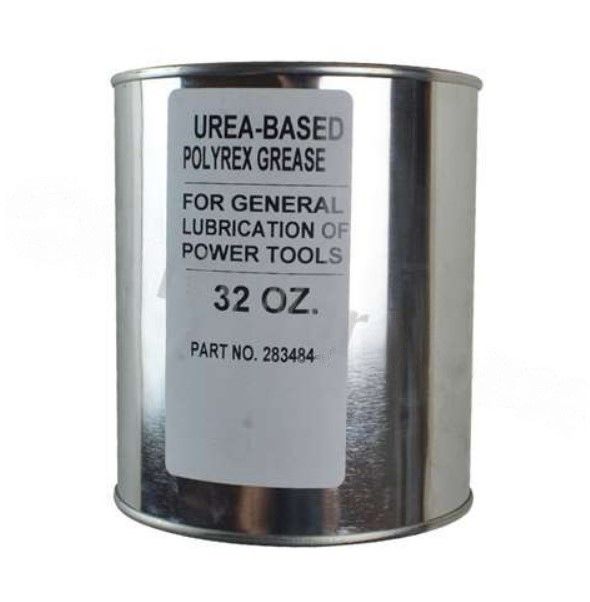 UREA-BASED
POLYREX GREASE
FOR GENERAL
LUBRICATION OF
POWER TOOLS
32 OZ.
PART NO. 283484